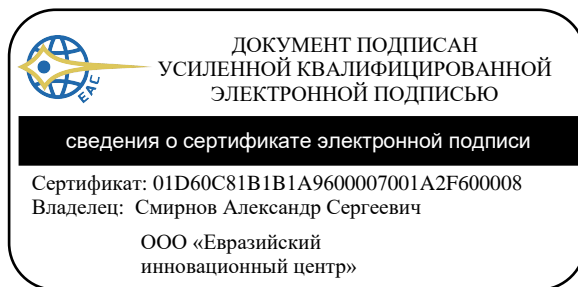 EAC
ДОКУМЕНТ ПОДПИСАН
УСИЛЕННОЙ КВАЛИФИЦИРОВАННОЙ
ЭЛЕКТРОННОЙ ПОДПИСЬЮ
сведения о сертификате электронной подписи
Сертификат: 01D60C81B1B1A9600007001A2F600008
Владелец: Смирнов Александр Сергеевич
ООО «Евразийский
инновационный центр»